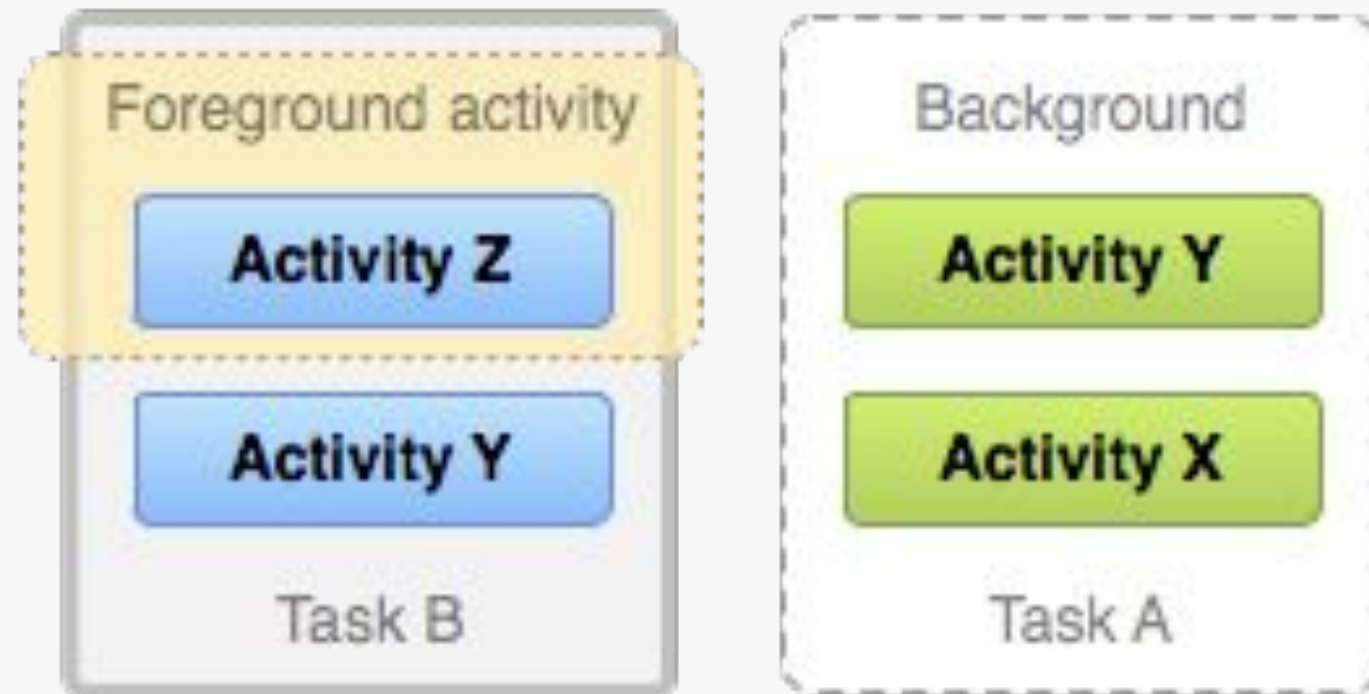 Foreground activity
Activity Z
Activity Y
Task B
Background
Activity Y
Activity X
Task A